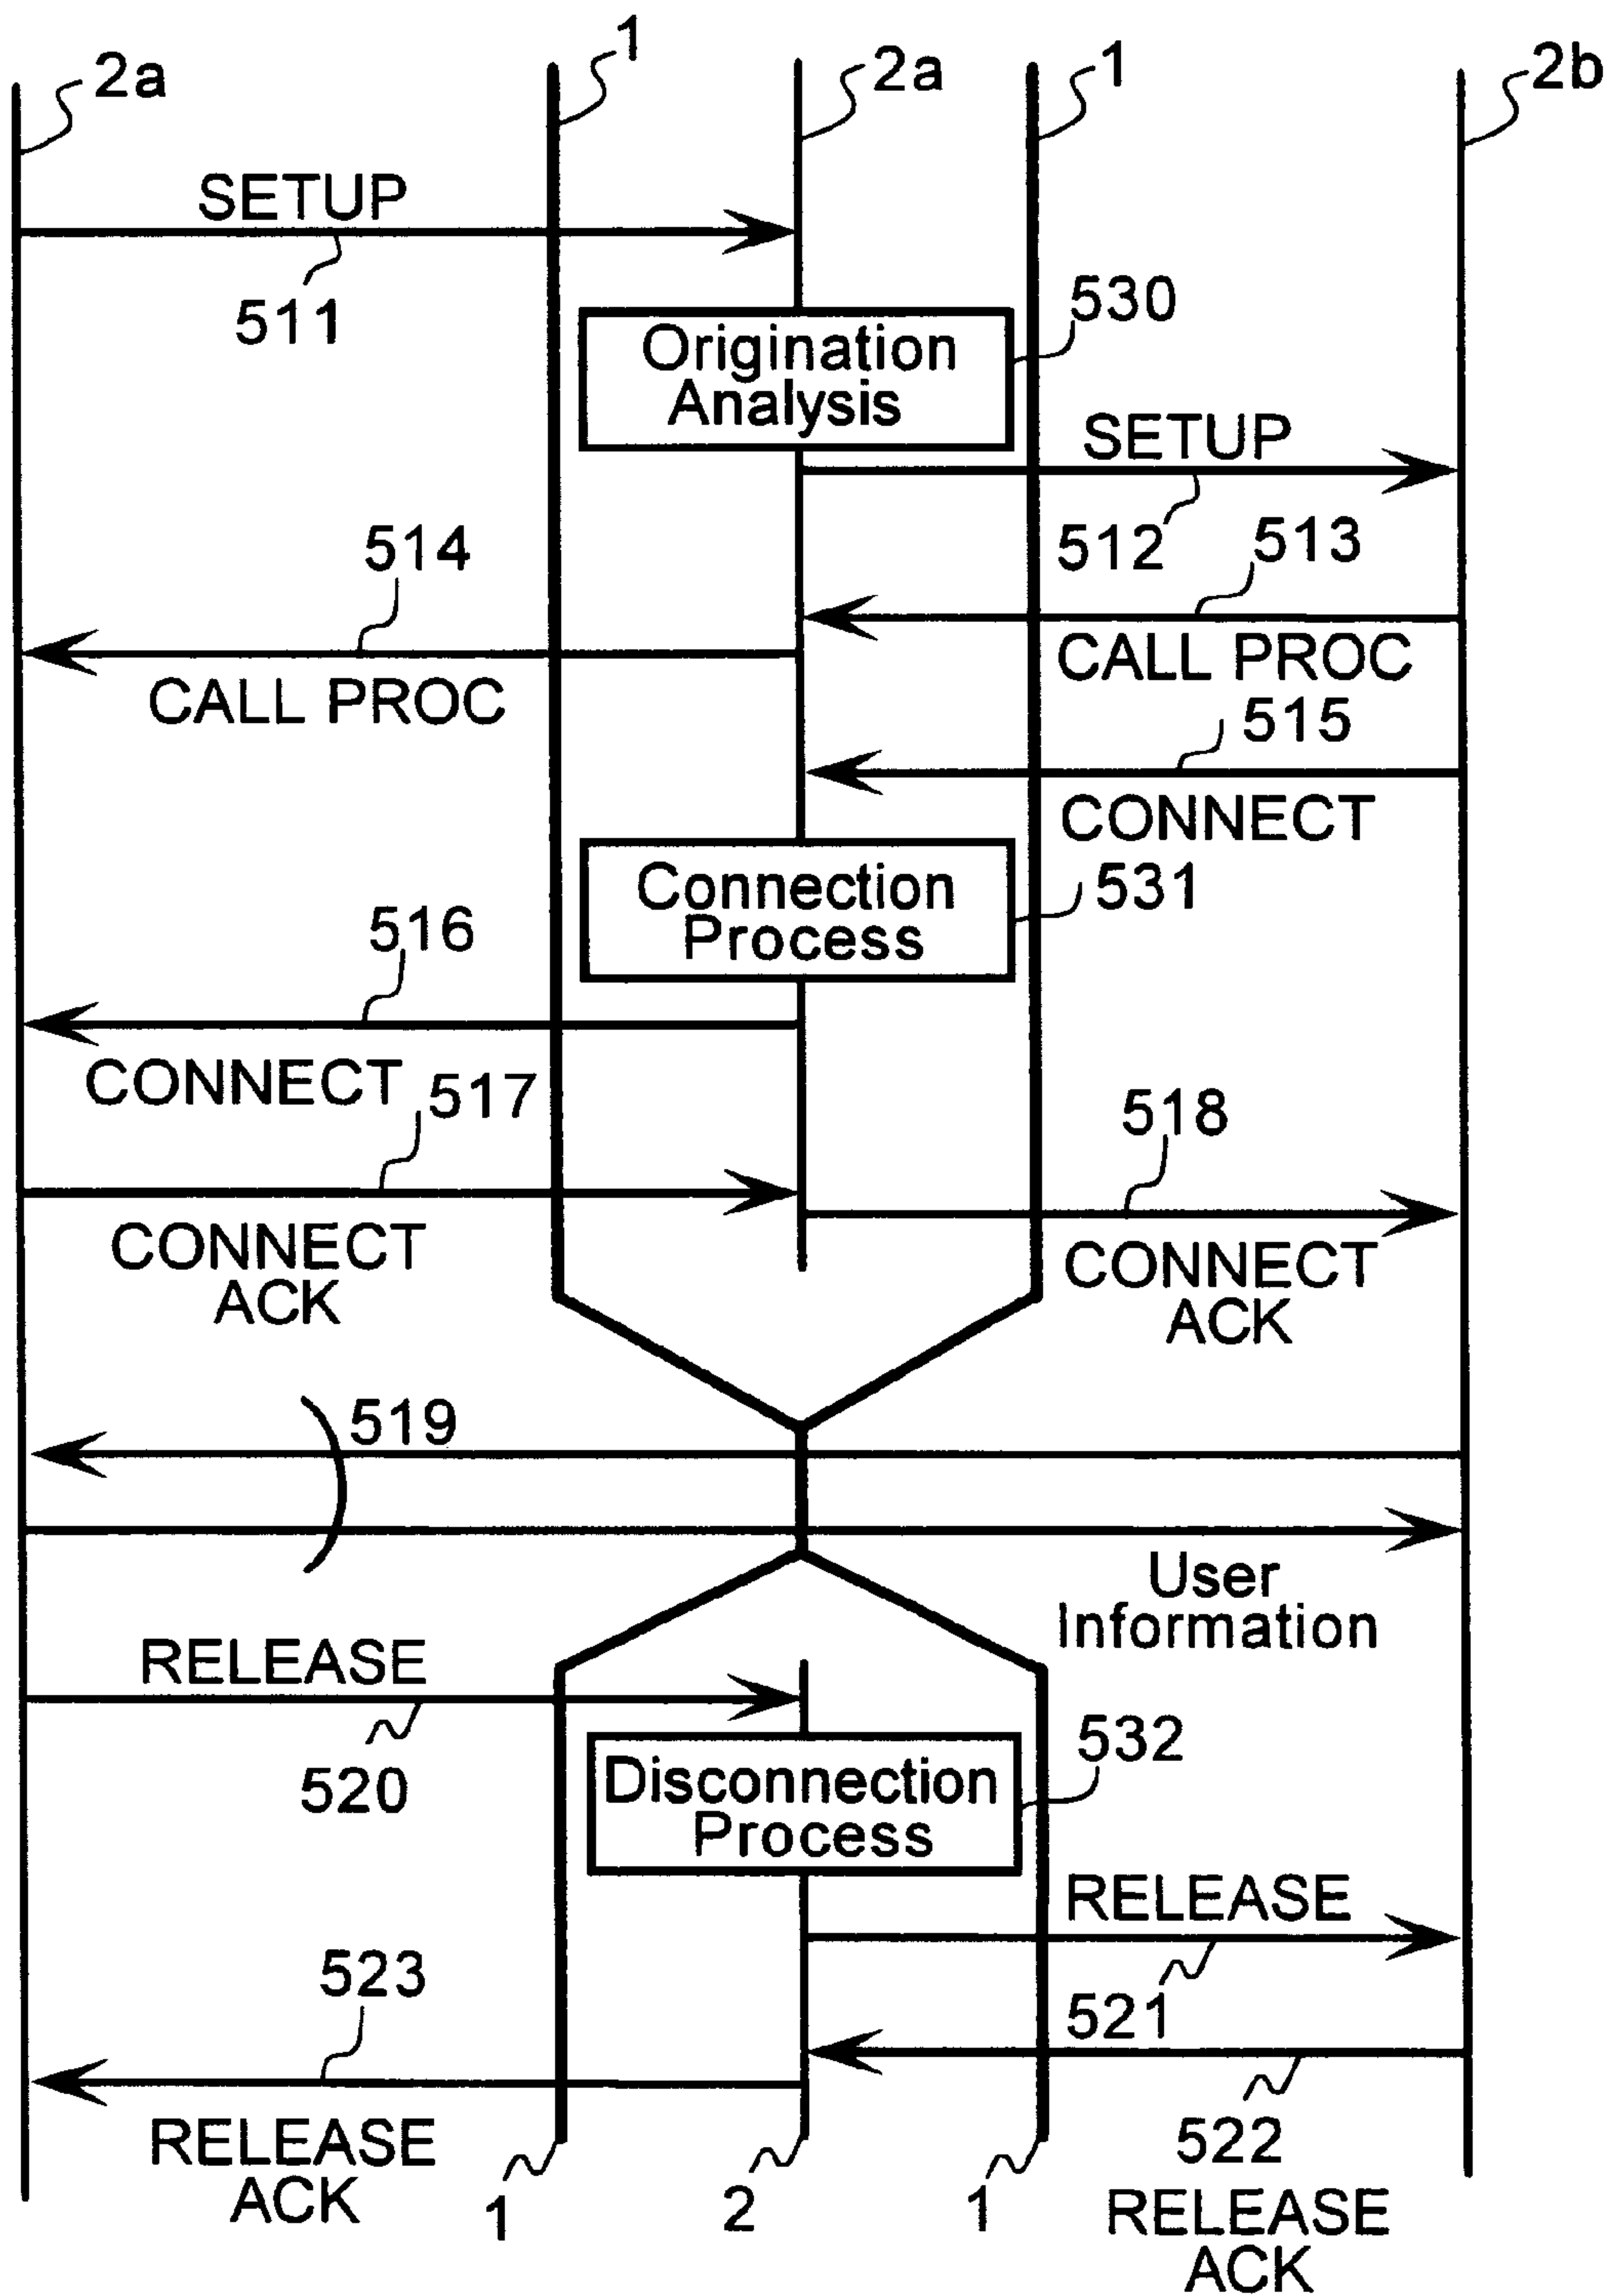 1
2a
2a
1
2b
SETUP
511
530
Origination
Analysis
SETUP
512
513
514
CALL PROC
CALL PROC
515
CONNECT
Connection
Process
531
516
CONNECT
517
518
CONNECT
ACK
CONNECT
ACK
519
User
Information
RELEASE
520
532
Disconnection
Process
RELEASE
521
523
RELEASE
ACK
522
RELEASE
ACK
1
2
1